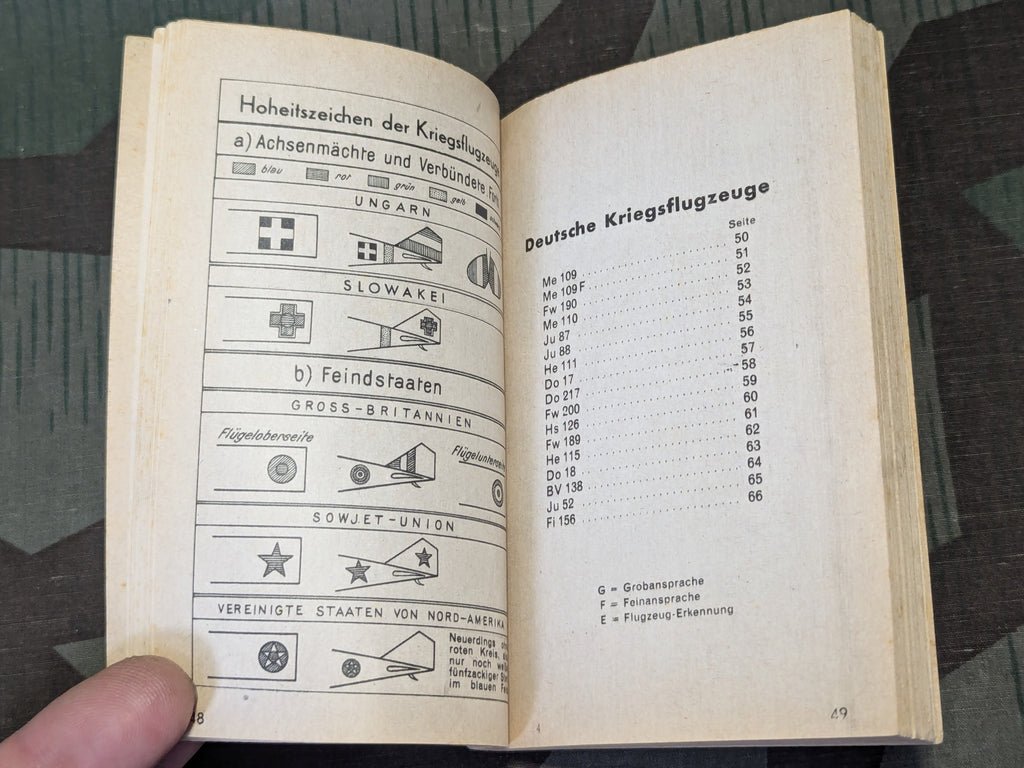 Hoheitszeichen der Kriegsflugzeuge
a) Achsenmächte und Verbündete
blau rot grün gelb
UNGARN
SLOWAKEI
b) Feindstaaten
GROSS-BRITANNIEN
Flügeloberseite
SOWJET-UNION
VEREINIGTE STAATEN VON NORD-AMERIKA
Neuerdings
roten Kreis,
nur noch
fünfzackiger
im blauen
48
Deutsche Kriegsflugzeuge
Seite
Me 109 50
Me 109 F 51
Fw 190 52
Me 110 53
Ju 87 54
Ju 88 55
He 111 56
Do 17 57
Do 217 58
Fw 200 59
Hs 126 60
Fw 189 61
He 115 62
Do 18 63
BV 138 64
Ju 52 65
Fi 156 66
G = Grobansprache
F = Feinansprache
E = Flugzeug-Erkennung
4
49